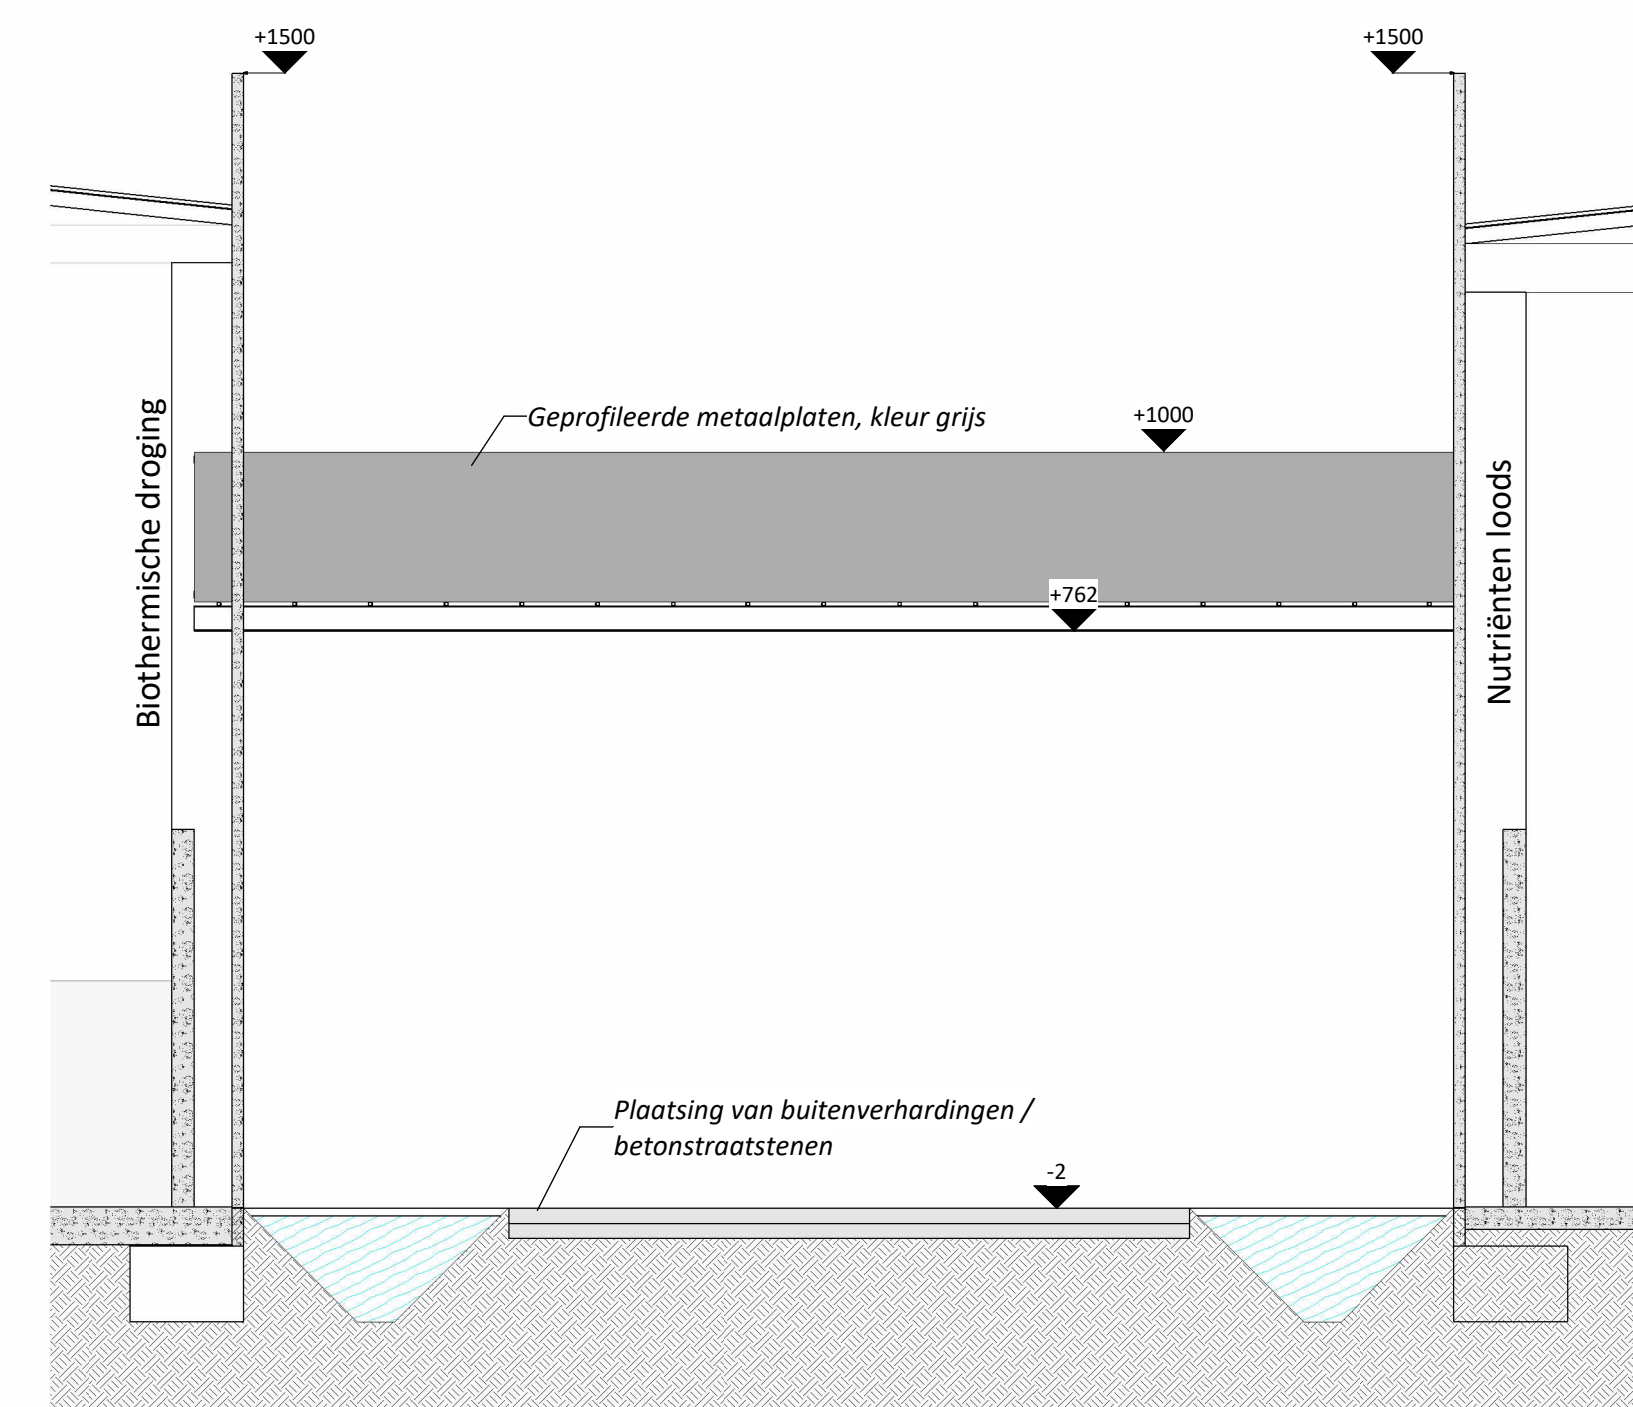 +1500
+1500
Geprofileerde metaalplaten, kleur grijs
+1000
Biothermische droging
Nutriënten loods
+762
Plaatsing van buitenverhardingen /
betonstraatstenen
-2